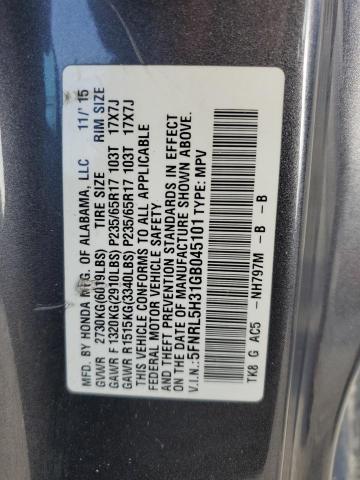 MFD. BY HONDA MFG. OF ALABAMA, LLC 11/'15
GVWR 2730KG(6019LBS) TIRE SIZE RIM SIZE
GAWR F 1320KG(2910LBS) P235/65R17 103T 17X7J
GAWR R 1515KG(3340LBS) P235/65R17 103T 17X7J
THIS VEHICLE CONFORMS TO ALL APPLICABLE
FEDERAL MOTOR VEHICLE SAFETY
AND THEFT PREVENTION STANDARDS IN EFFECT
ON THE DATE OF MANUFACTURE SHOWN ABOVE.
V.I.N.:5FNRL5H31GB045101 TYPE: MPV
TK8 G AC5 -NH797M -B -B